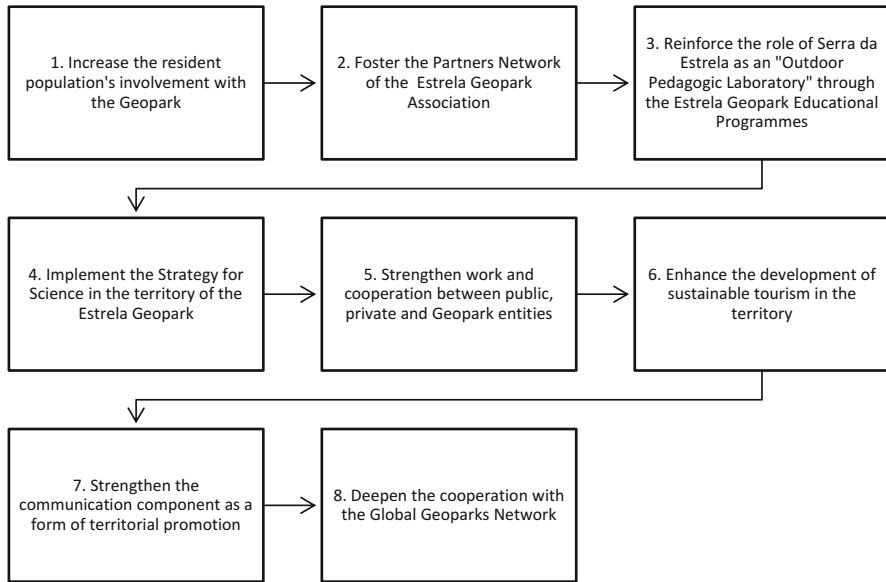 1. Increase the resident
population's involvement with
the Geopark
2. Foster the Partners Network
of the Estrela Geopark
Association
3. Reinforce the role of Serra da
Estrela as an "Outdoor
Pedagogic Laboratory" through
the Estrela Geopark Educational
Programmes
4. Implement the Strategy for
Science in the territory of the
Estrela Geopark
5. Strengthen work and
cooperation between public,
private and Geopark entities
6. Enhance the development of
sustainable tourism in the
territory
7. Strengthen the
communication component as a
form of territorial promotion
8. Deepen the cooperation with
the Global Geoparks Network